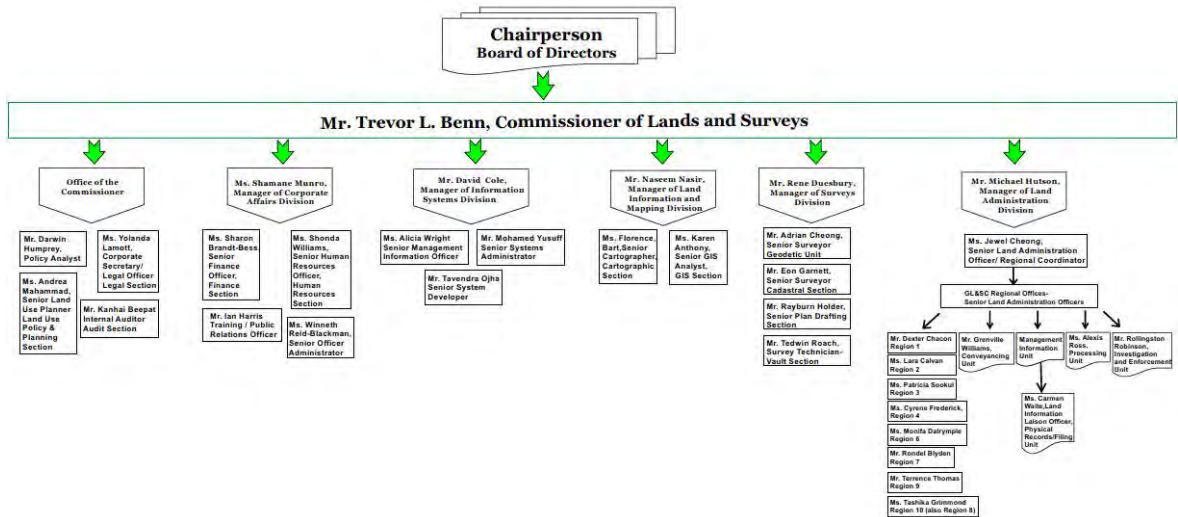 Chairperson
Board of Directors
Mr. Trevor L. Benn, Commissioner of Lands and Surveys
Office of the
Commissioner
Mr. Darwin
Humprey,
Policy Analyst
Ms. Yolanda
Lamott,
Corporate
Secretary/
Legal Officer
Legal Section
Ms. Andrea
Mahammad,
Senior Land
Use Planner
Land Use
Policy &
Planning
Section
Mr. Kanhai Beepat
Internal Auditor
Audit Section
Ms. Shamane Munro,
Manager of Corporate
Affairs Division
Ms. Sharon
Brandt-Bess,
Senior
Finance
Officer,
Finance
Section
Ms. Shonda
Williams,
Senior Human
Resources
Officer,
Human
Resources
Section
Mr. Ian Harris
Training / Public
Relations Officer
Ms. Winneth
Reid-Blackman,
Senior Officer
Administrator
Mr. David Cole,
Manager of Information
Systems Division
Ms. Alicia Wright
Senior Management
Information Officer
Mr. Mohamed Yusuff
Senior Systems
Administrator
Mr. Tavendra Ojha
Senior System
Developer
Mr. Naseem Nasir,
Manager of Land
Information and
Mapping Division
Ms. Florence,
Bart,Senior
Cartographer,
Cartographic
Section
Ms. Karen
Anthony,
Senior GIS
Analyst,
GIS Section
Mr. Rene Duesbury,
Manager of Surveys
Division
Mr. Adrian Cheong,
Senior Surveyor
Geodetic Unit
Mr. Eon Garnett,
Senior Surveyor
Cadastral Section
Mr. Rayburn Holder,
Senior Plan Drafting
Section
Mr. Tedwin Roach,
Survey Technician-
Vault Section
Mr. Michael Hutson,
Manager of Land
Administration
Division
Ms. Jewel Cheong,
Senior Land Administration
Officer/ Regional Coordinator
GL&SC Regional Offices-
Senior Land Administration Officers
Mr. Dexter Chacon
Region 1
Ms. Lara Calvan
Region 2
Ms. Patricia Sookul
Region 3
Ms. Cyrene Frederick,
Region 4
Ms. Monifa Dalrymple
Region 6
Mr. Rondel Blyden
Region 7
Mr. Terrence Thomas
Region 9
Ms. Tashika Grimmond
Region 10 (also Region 8)
Mr. Grenville
Williams,
Conveyancing
Unit
Management
Information
Unit
Ms. Carmen
Waite,Land
Information
Laison Officer,
Physical
Records/Filing
Unit
Ms. Alexis
Ross,
Processing
Unit
Mr. Rollingston
Robinson,
Investigation
and Enforcement
Unit